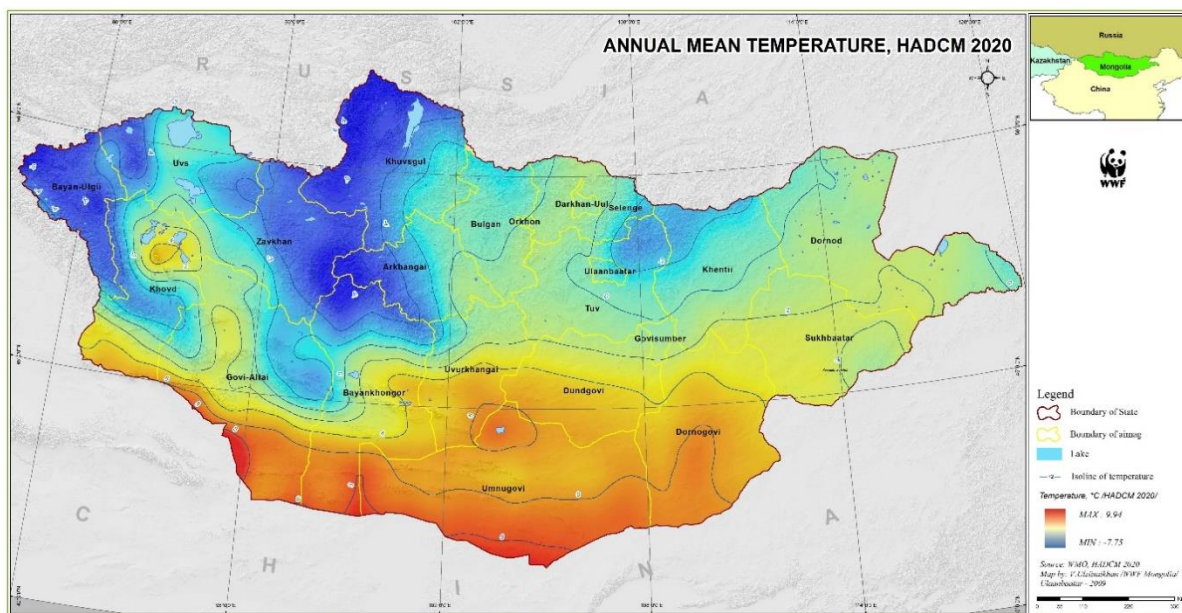 ANNUAL MEAN TEMPERATURE, HADCM 2020
R U S S I A
Russia
Kazakhstan
Mongolia
China
WWF
Uvs
Khuvsgul
Bayan-Ulgii
Darkhan-Uul
Selenge
Bulgan
Orkhon
Zavkhan
Dornod
Arkhangai
Ulaanbaatar
Khentii
Khovd
Tuv
Govisumber
Sukhbaatar
Uvurkhangai
Govi-Altai
Bayankhongor
Dundgovi
Dornogovi
Umnugovi
C H I N A
Legend
Boundary of State
Boundary of aimag
Lake
Isoline of temperature
Temperature, °C /HADCM 2020/
MAX : 9.94
MIN : -7.75
Source: WMO, HADCM 2020
Ulaanbaatar - 2009